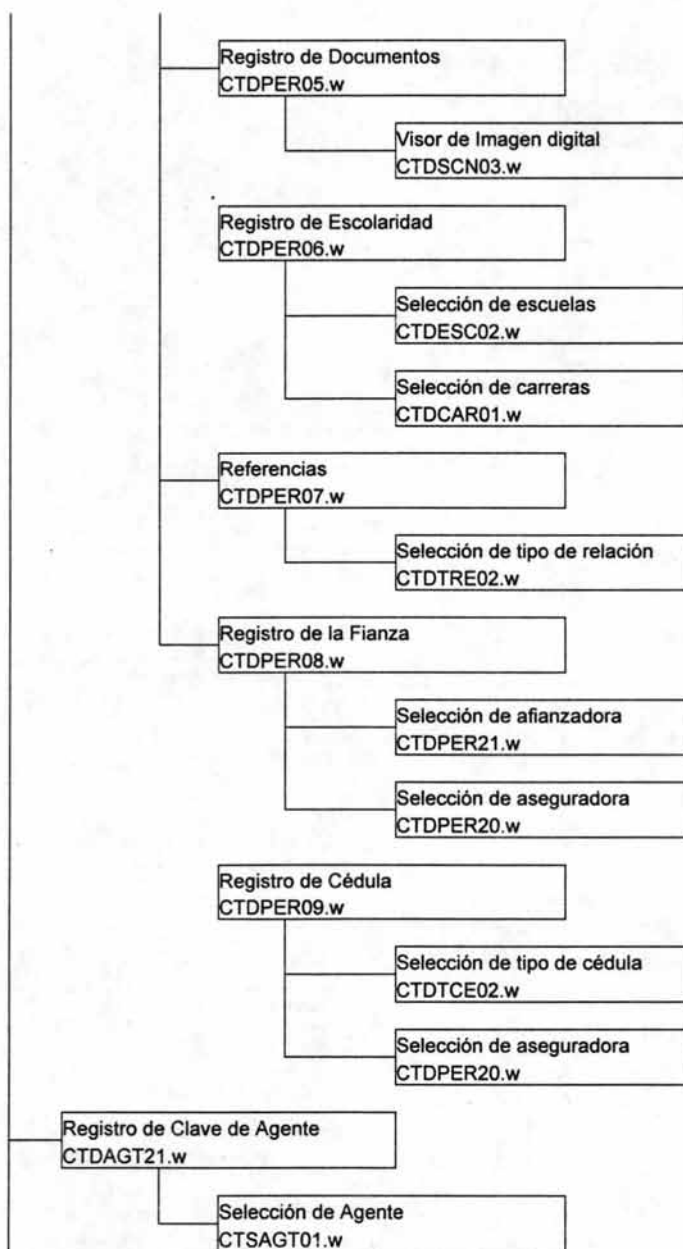 Registro de Documentos
CTDPER05.w
Visor de Imagen digital
CTDSCN03.w
Registro de Escolaridad
CTDPER06.w
Selección de escuelas
CTDESC02.w
Selección de carreras
CTDCAR01.w
Referencias
CTDPER07.w
Selección de tipo de relación
CTDTRE02.w
Registro de la Fianza
CTDPER08.w
Selección de afianzadora
CTDPER21.w
Selección de aseguradora
CTDPER20.w
Registro de Cédula
CTDPER09.w
Selección de tipo de cédula
CTDTCE02.w
Selección de aseguradora
CTDPER20.w
Registro de Clave de Agente
CTDAGT21.w
Selección de Agente
CTSAGT01.w